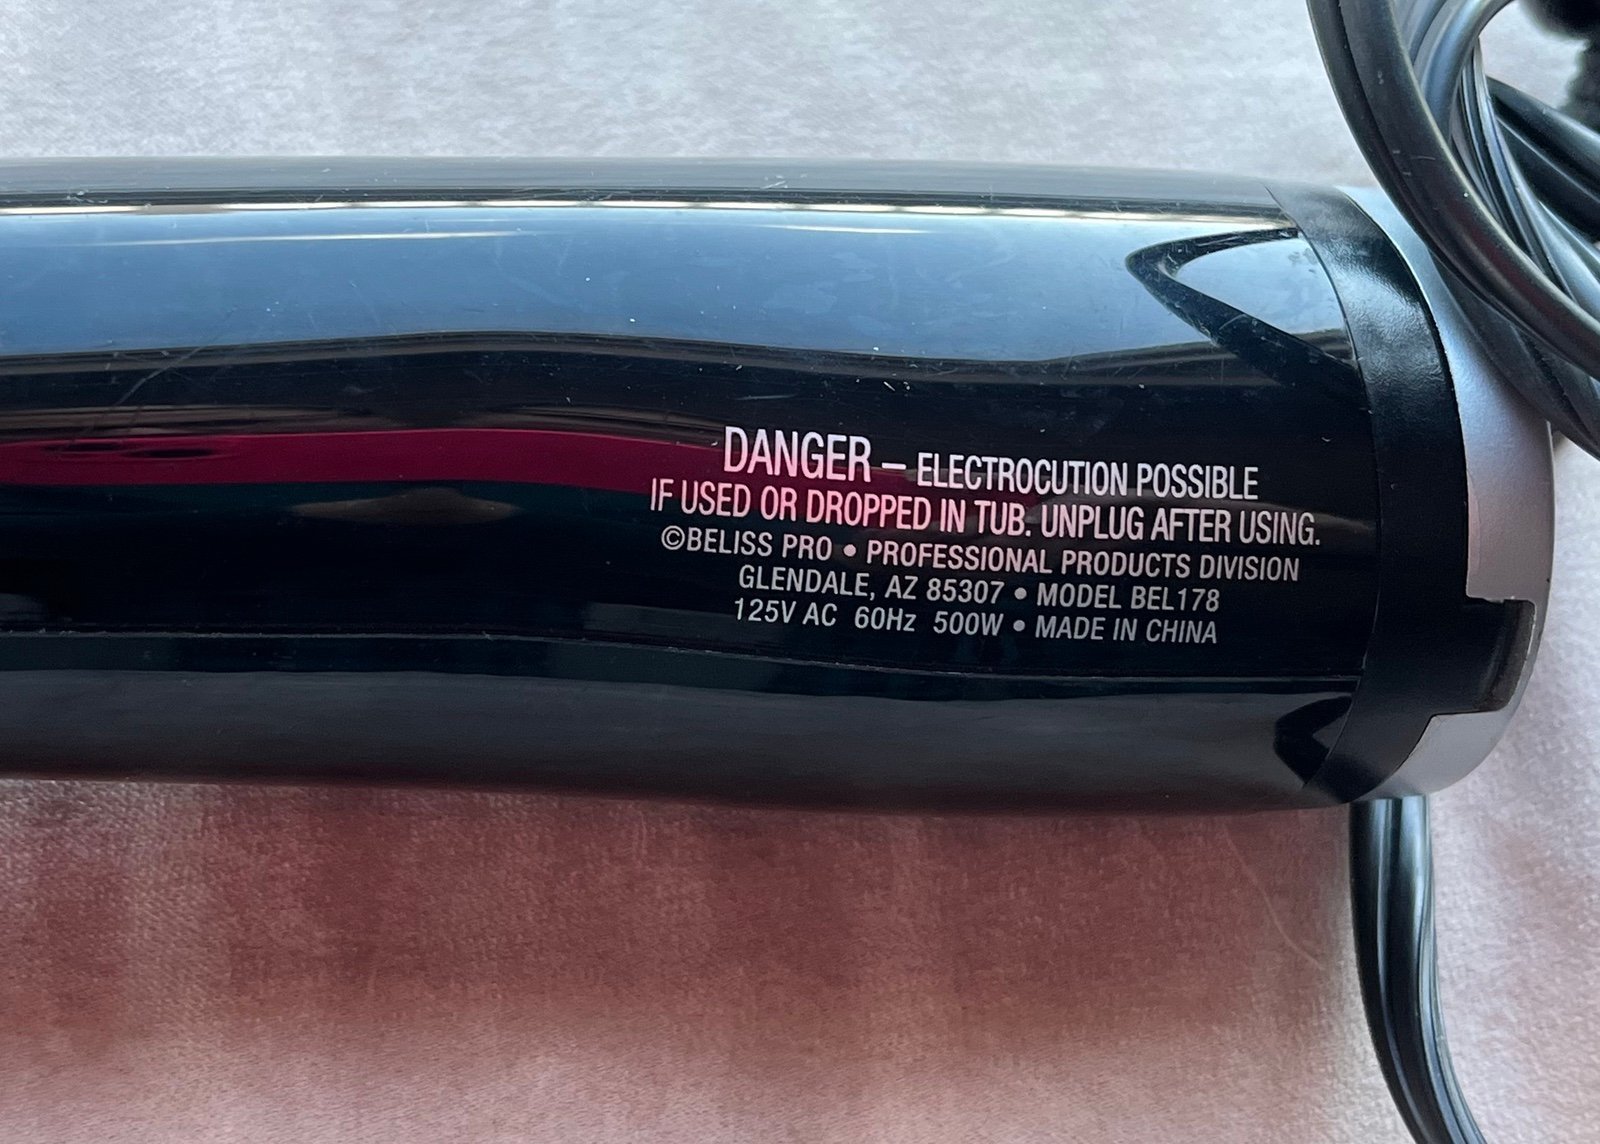 DANGER – ELECTROCUTION POSSIBLE
IF USED OR DROPPED IN TUB. UNPLUG AFTER USING.
©BELISS PRO • PROFESSIONAL PRODUCTS DIVISION
GLENDALE, AZ 85307 • MODEL BEL178
125V AC 60Hz 500W • MADE IN CHINA